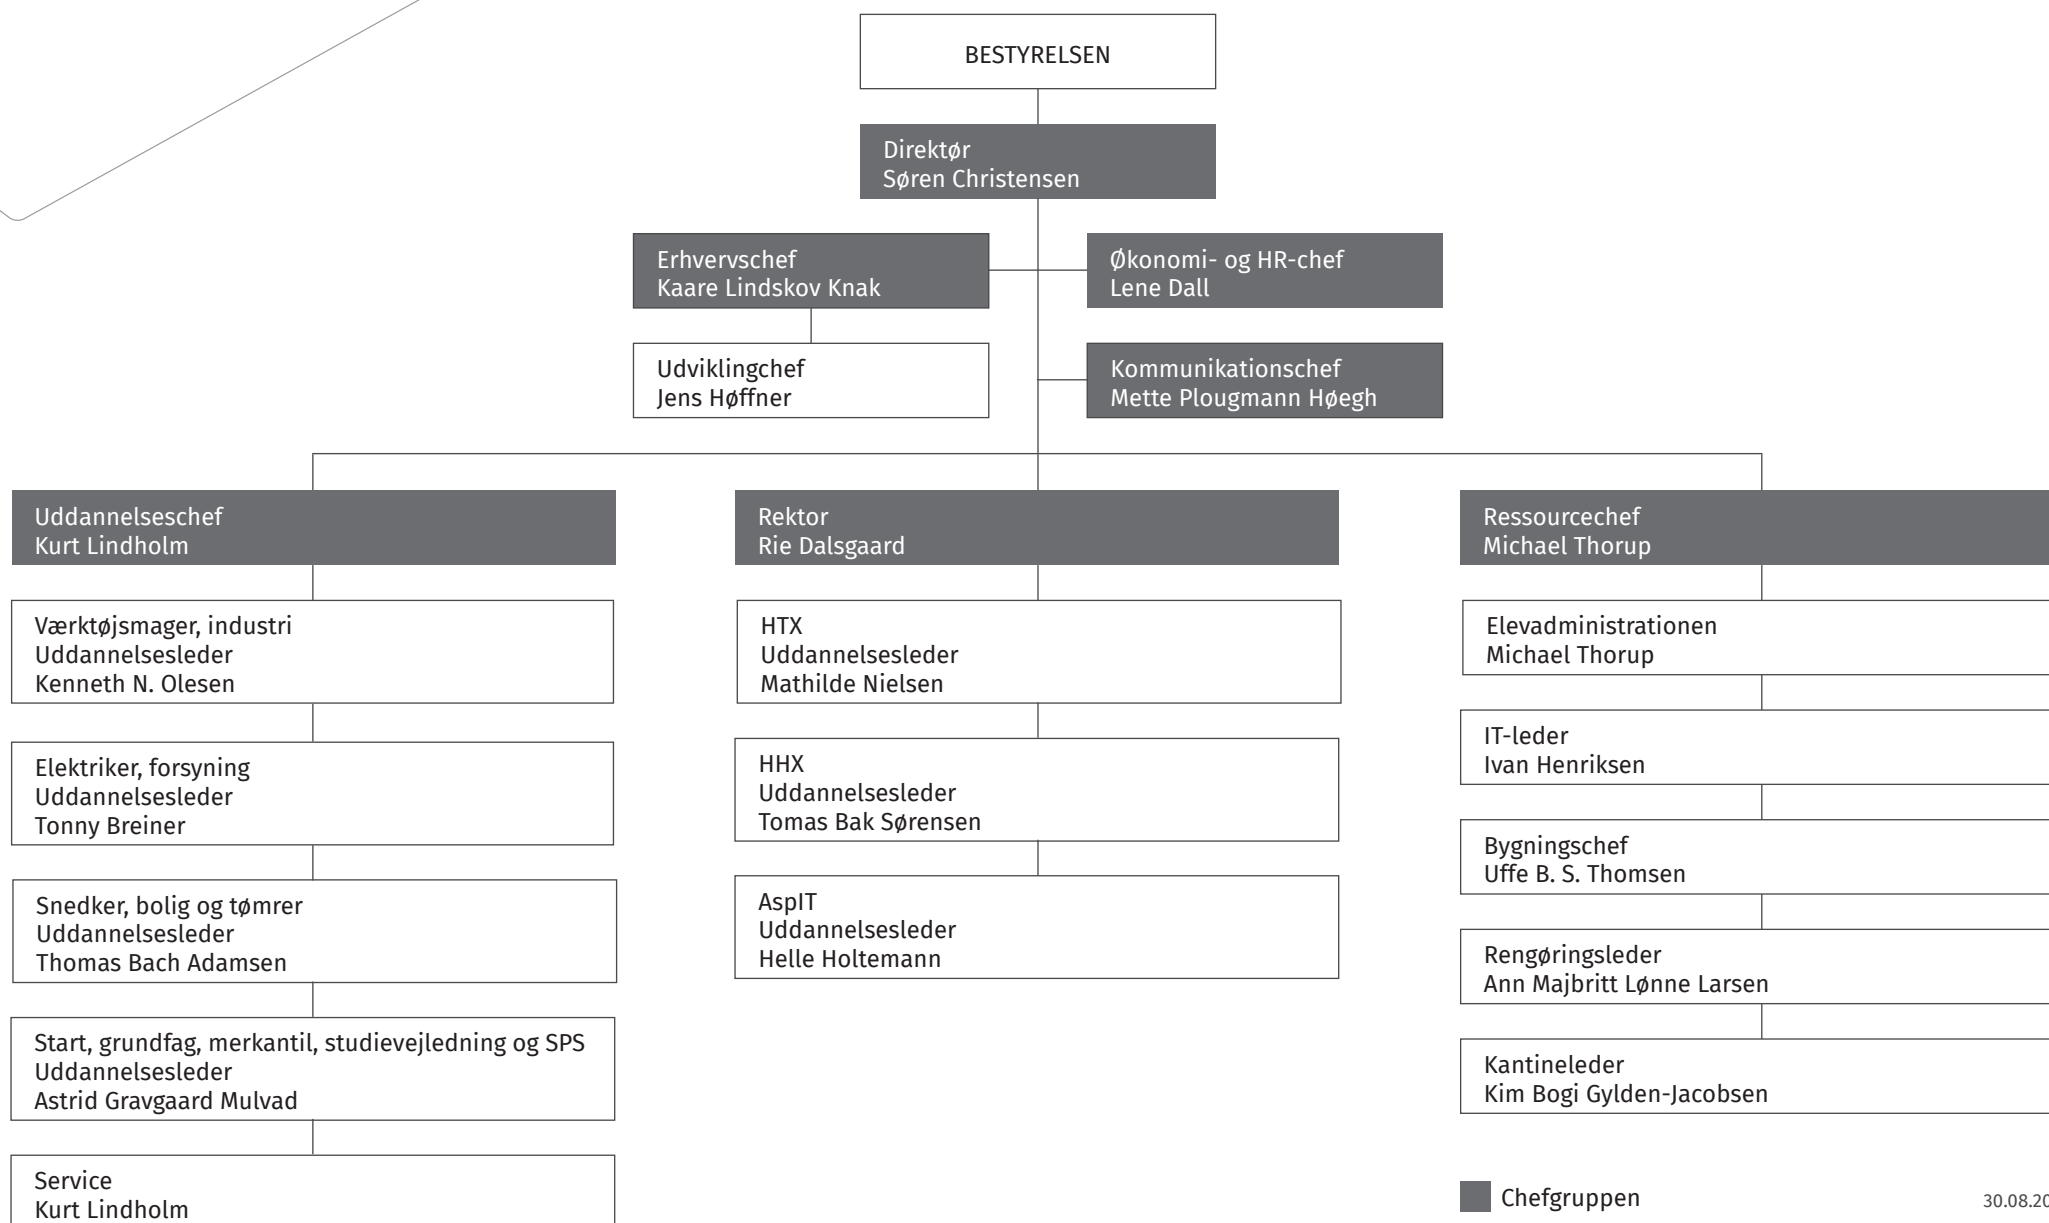 BESTYRELSEN
Direktør
Søren Christensen
Erhvervschef
Kaare Lindskov Knak
Økonomi- og HR-chef
Lene Dall
Udviklingchef
Jens Høffner
Kommunikationschef
Mette Plougmann Høegh
Uddannelseschef
Kurt Lindholm
Værktøjsmager, industri
Uddannelsesleder
Kenneth N. Olesen
Elektriker, forsyning
Uddannelsesleder
Tonny Breiner
Snedker, bolig og tømrer
Uddannelsesleder
Thomas Bach Adamsen
Start, grundfag, merkantil, studievejledning og SPS
Uddannelsesleder
Astrid Gravgaard Mulvad
Service
Kurt Lindholm
Rektor
Rie Dalsgaard
HTX
Uddannelsesleder
Mathilde Nielsen
HHX
Uddannelsesleder
Tomas Bak Sørensen
AspIT
Uddannelsesleder
Helle Holtemann
Ressourcechef
Michael Thorup
Elevadministrationen
Michael Thorup
IT-leder
Ivan Henriksen
Bygningschef
Uffe B. S. Thomsen
Rengøringsleder
Ann Majbritt Lønne Larsen
Kantineleder
Kim Bogi Gylden-Jacobsen
Chefgruppen
30.08.20